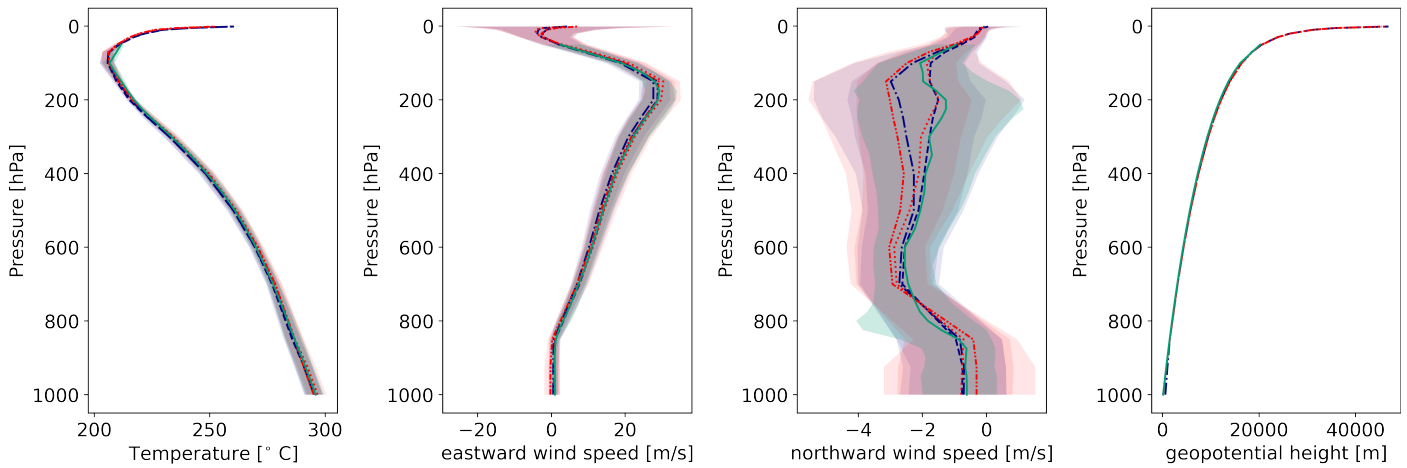 0
200
400
600
800
1000
Pressure [hPa]
200 250 300
Temperature [° C]
0
200
400
600
800
1000
Pressure [hPa]
−20 0 20
eastward wind speed [m/s]
0
200
400
600
800
1000
Pressure [hPa]
−4 −2 0
northward wind speed [m/s]
0
200
400
600
800
1000
Pressure [hPa]
0 20000 40000
geopotential height [m]